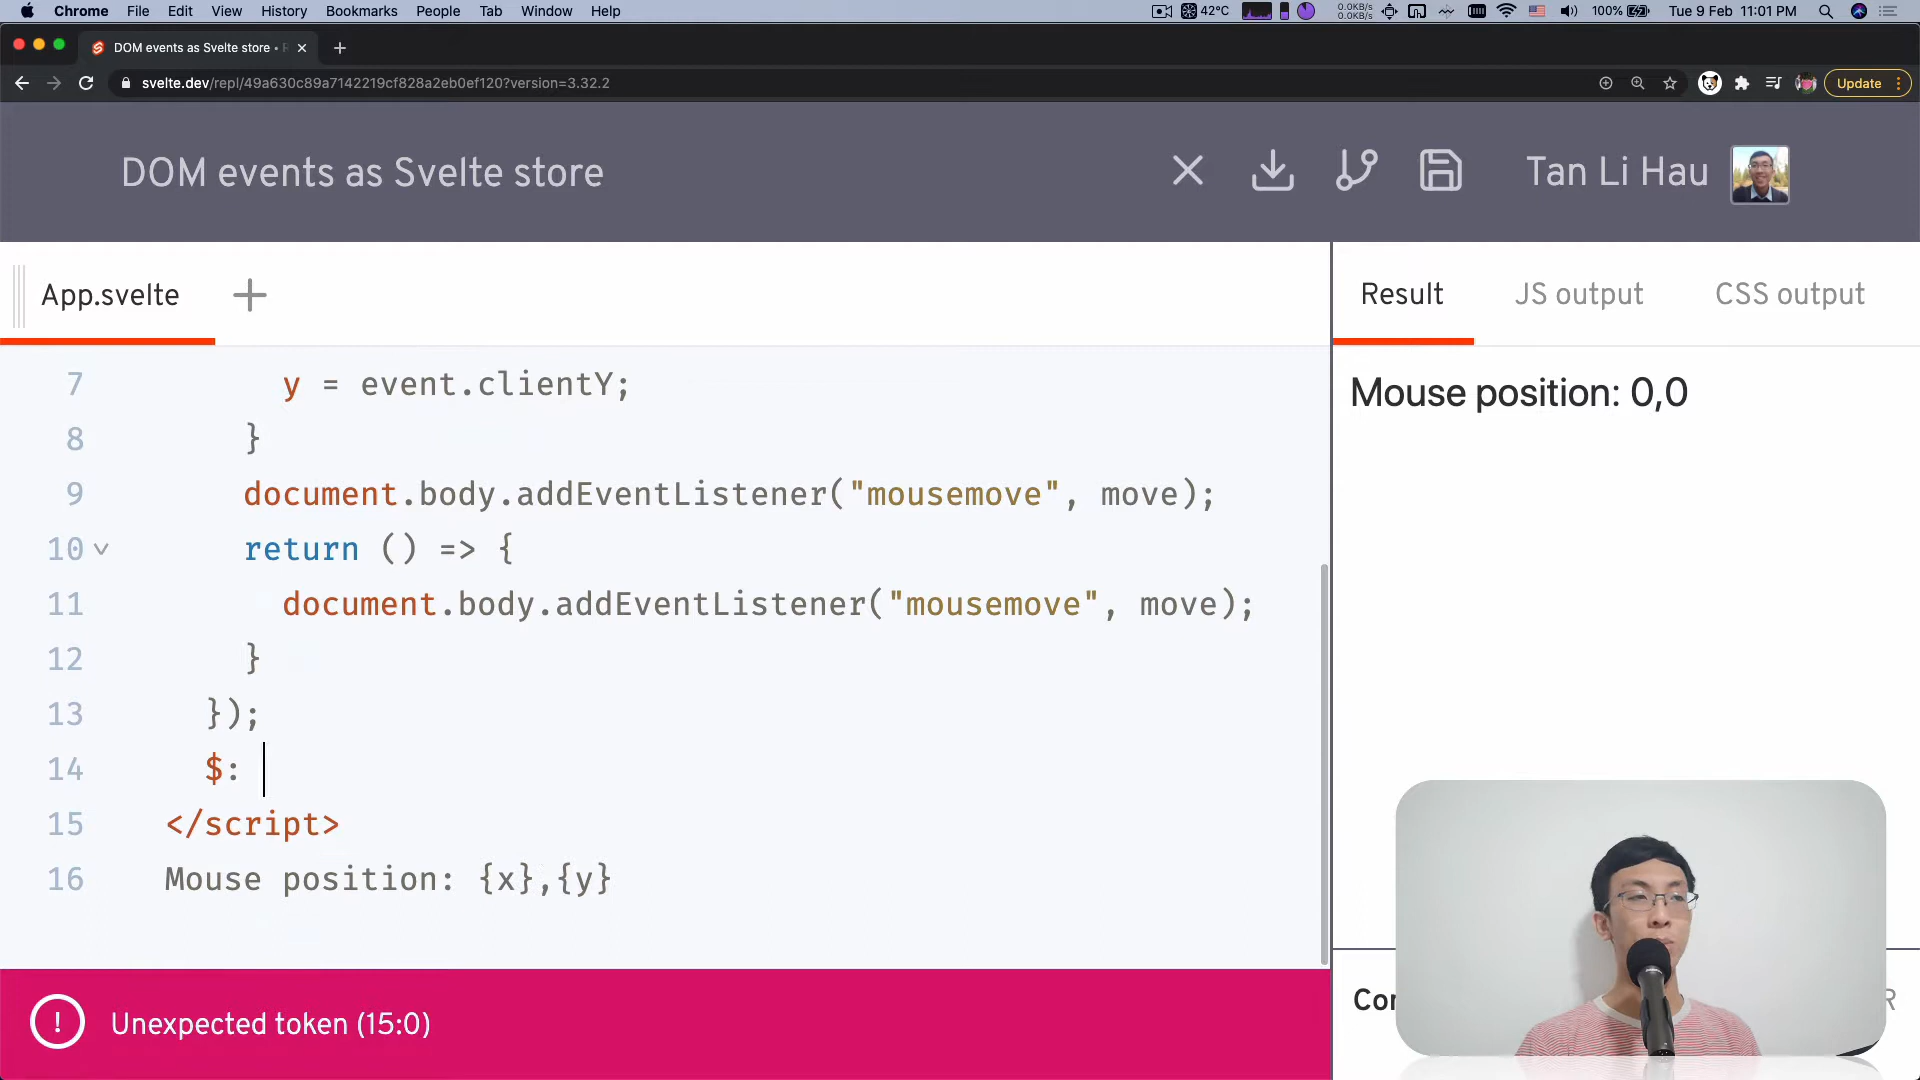 Chrome File Edit View History Bookmarks People Tab Window Help 42°C 0.0KB/s 0.0KB/s 100% Tue 9 Feb 11:01 PM
DOM events as Svelte store •
svelte.dev/repl/49a630c89a7142219cf828a2eb0ef120?version=3.32.2 Update
DOM events as Svelte store Tan Li Hau
App.svelte Result JS output CSS output
7 y = event.clientY;
8 }
9 document.body.addEventListener("mousemove", move);
10 return () => {
11 document.body.addEventListener("mousemove", move);
12 }
13 });
14 $:
15 </script>
16 Mouse position: {x},{y}
Mouse position: 0,0
Unexpected token (15:0)